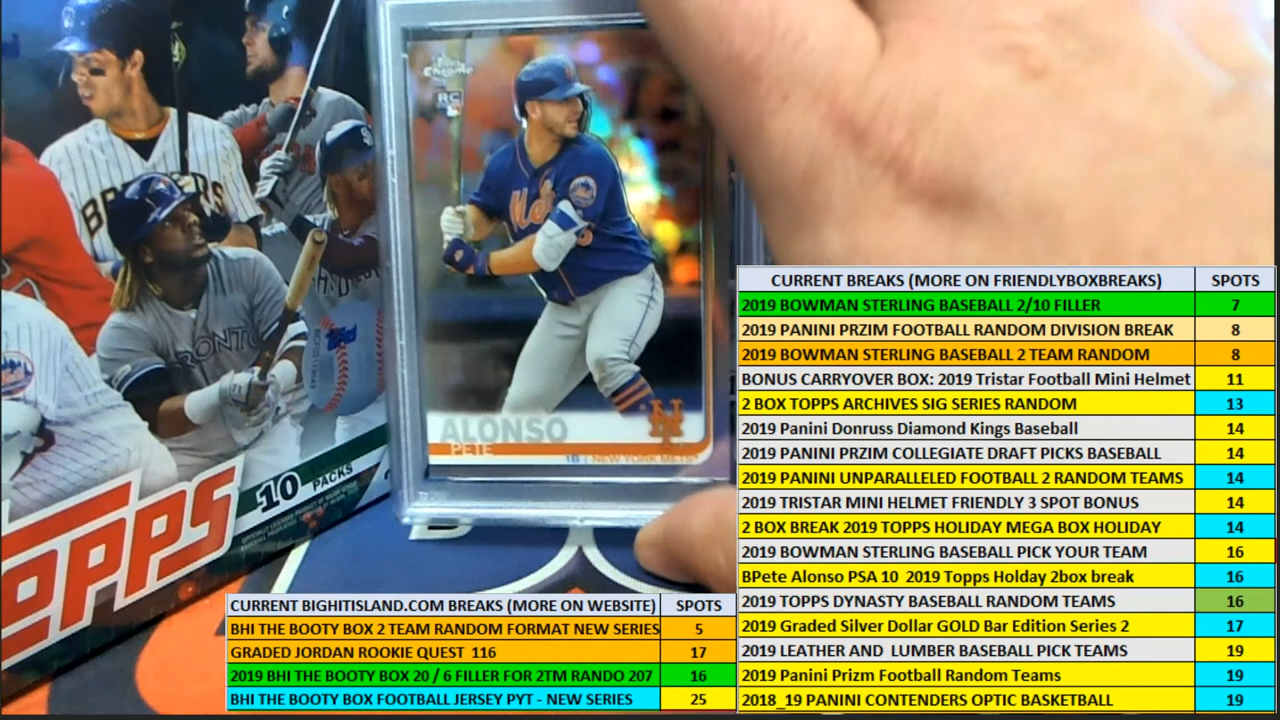 Topps
Chrome
RC
BREWERS
TORONTO
Mets
ALONSO
PETE
1B | NEW YORK METS
TOPPS
10 PACKS
CURRENT BREAKS (MORE ON FRIENDLYBOXBREAKS) SPOTS
2019 BOWMAN STERLING BASEBALL 2/10 FILLER 7
2019 PANINI PRZIM FOOTBALL RANDOM DIVISION BREAK 8
2019 BOWMAN STERLING BASEBALL 2 TEAM RANDOM 8
BONUS CARRYOVER BOX: 2019 Tristar Football Mini Helmet 11
2 BOX TOPPS ARCHIVES SIG SERIES RANDOM 13
2019 Panini Donruss Diamond Kings Baseball 14
2019 PANINI PRZIM COLLEGIATE DRAFT PICKS BASEBALL 14
2019 PANINI UNPARALLELED FOOTBALL 2 RANDOM TEAMS 14
2019 TRISTAR MINI HELMET FRIENDLY 3 SPOT BONUS 14
2 BOX BREAK 2019 TOPPS HOLIDAY MEGA BOX HOLIDAY 14
2019 BOWMAN STERLING BASEBALL PICK YOUR TEAM 16
BPete Alonso PSA 10 2019 Topps Holday 2box break 16
2019 TOPPS DYNASTY BASEBALL RANDOM TEAMS 16
2019 Graded Silver Dollar GOLD Bar Edition Series 2 17
2019 LEATHER AND LUMBER BASEBALL PICK TEAMS 19
2019 Panini Prizm Football Random Teams 19
2018_19 PANINI CONTENDERS OPTIC BASKETBALL 19
CURRENT BIGHITISLAND.COM BREAKS (MORE ON WEBSITE) SPOTS
BHI THE BOOTY BOX 2 TEAM RANDOM FORMAT NEW SERIES 5
GRADED JORDAN ROOKIE QUEST 116 17
2019 BHI THE BOOTY BOX 20 / 6 FILLER FOR 2TM RANDO 207 16
BHI THE BOOTY BOX FOOTBALL JERSEY PYT - NEW SERIES 25